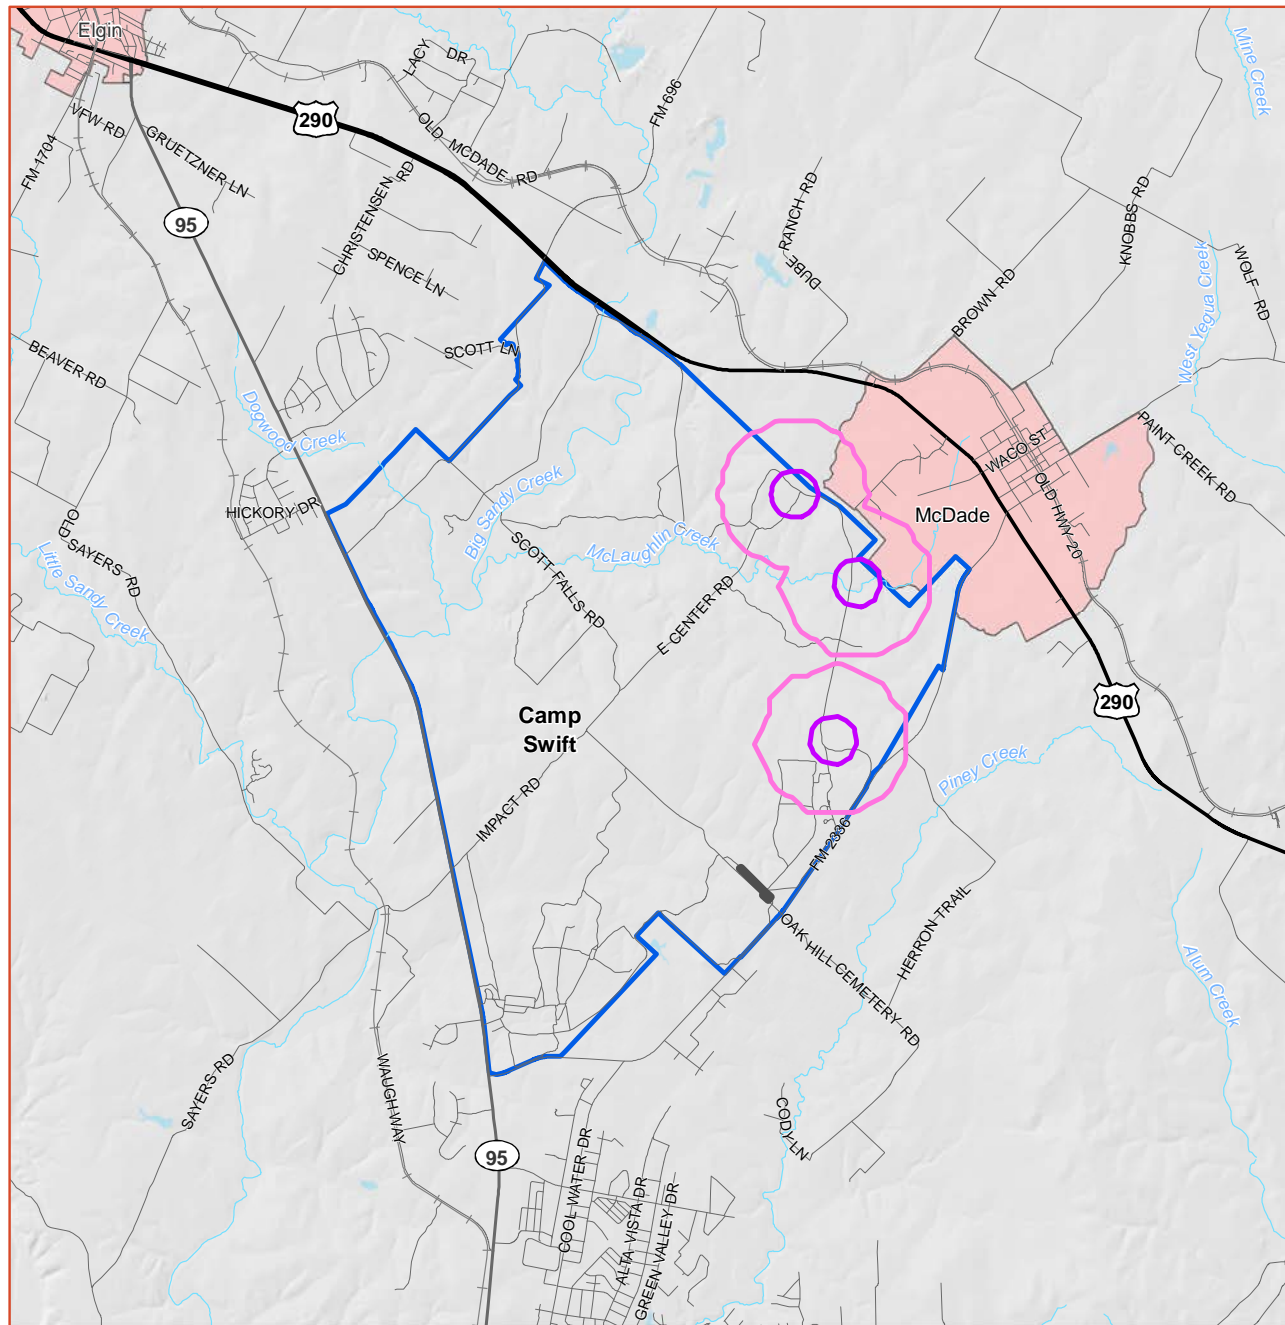 Elgin
LACY DR
Mine Creek
290
FM 696
VFW RD
GRUETZNER LN
OLD MCDADE RD
FM 1704
CHRISTENSEN RD
DUBE RANCH RD
KNOBBS RD
95
SPENCE LN
WOLF RD
West Yegua Creek
BROWN RD
BEAVER RD
SCOTT LN
Dogwood Creek
WACO ST
PAINT CREEK RD
HICKORY DR
Big Sandy Creek
OLD HWY 20
McDade
OLD SAYERS RD
McLaughlin Creek
Little Sandy Creek
SCOTT FALLS RD
E CENTER RD
290
Camp
Swift
Piney Creek
IMPACT RD
FM 2336
OAK HILL CEMETERY RD
HERRON TRAIL
Alum Creek
SAYERS RD
WAUGH WAY
CODY LN
95
COOL WATER DR
ALTA VISTA DR
GREEN VALLEY DR